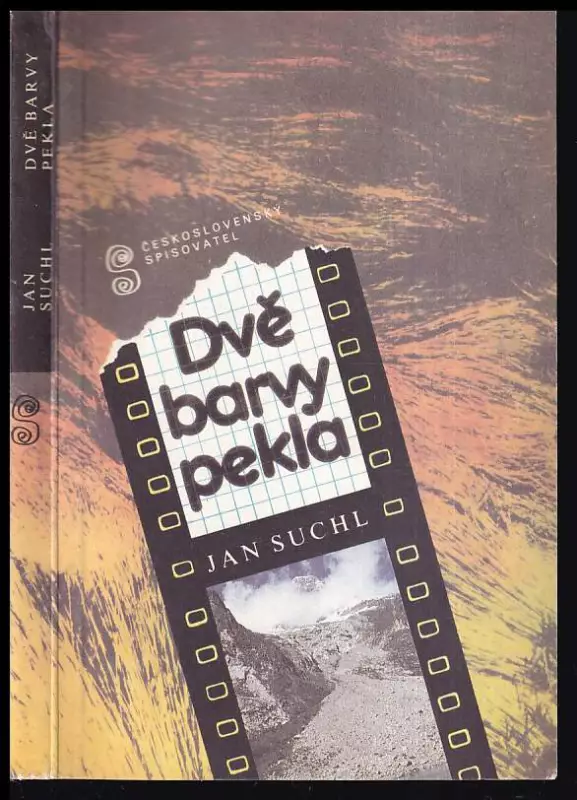 DVĚ BARVY
PEKLA
JAN
SUCHL
ČESKOSLOVENSKÝ
SPISOVATEL
Dvě
barvy
pekla
JAN SUCHL